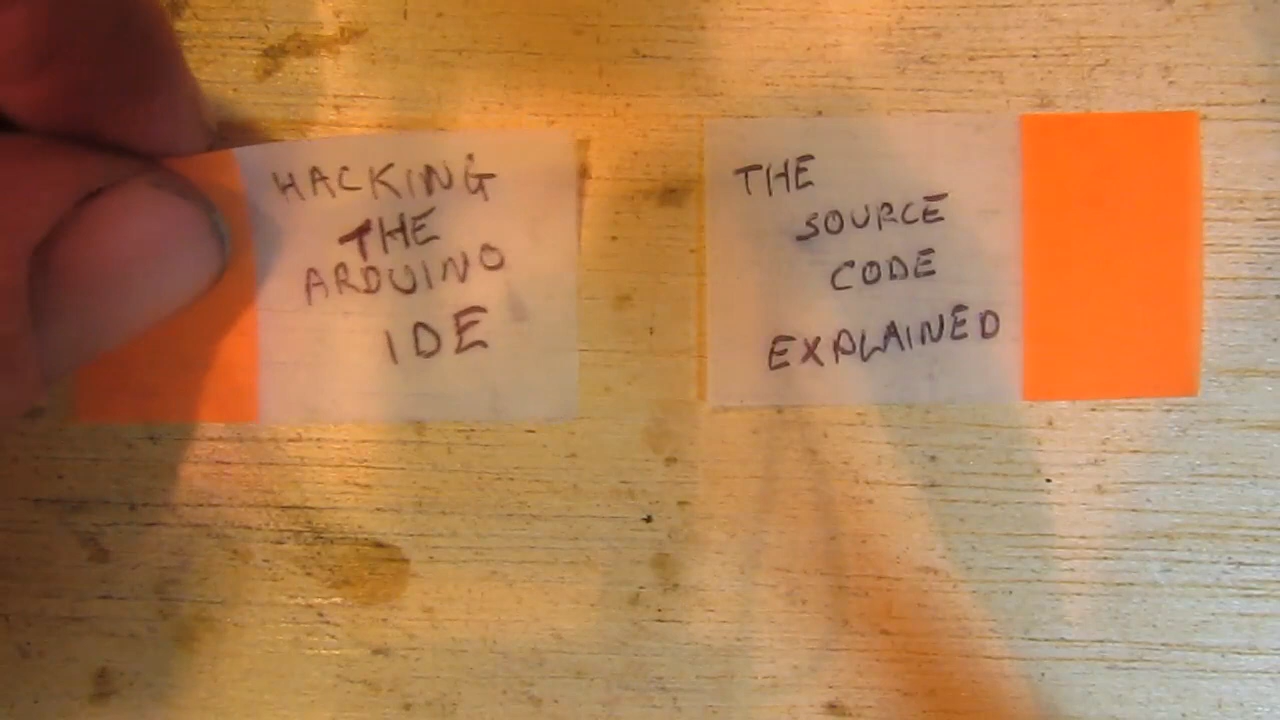 HACKING
THE
ARDUINO
IDE
THE
SOURCE
CODE
EXPLAINED